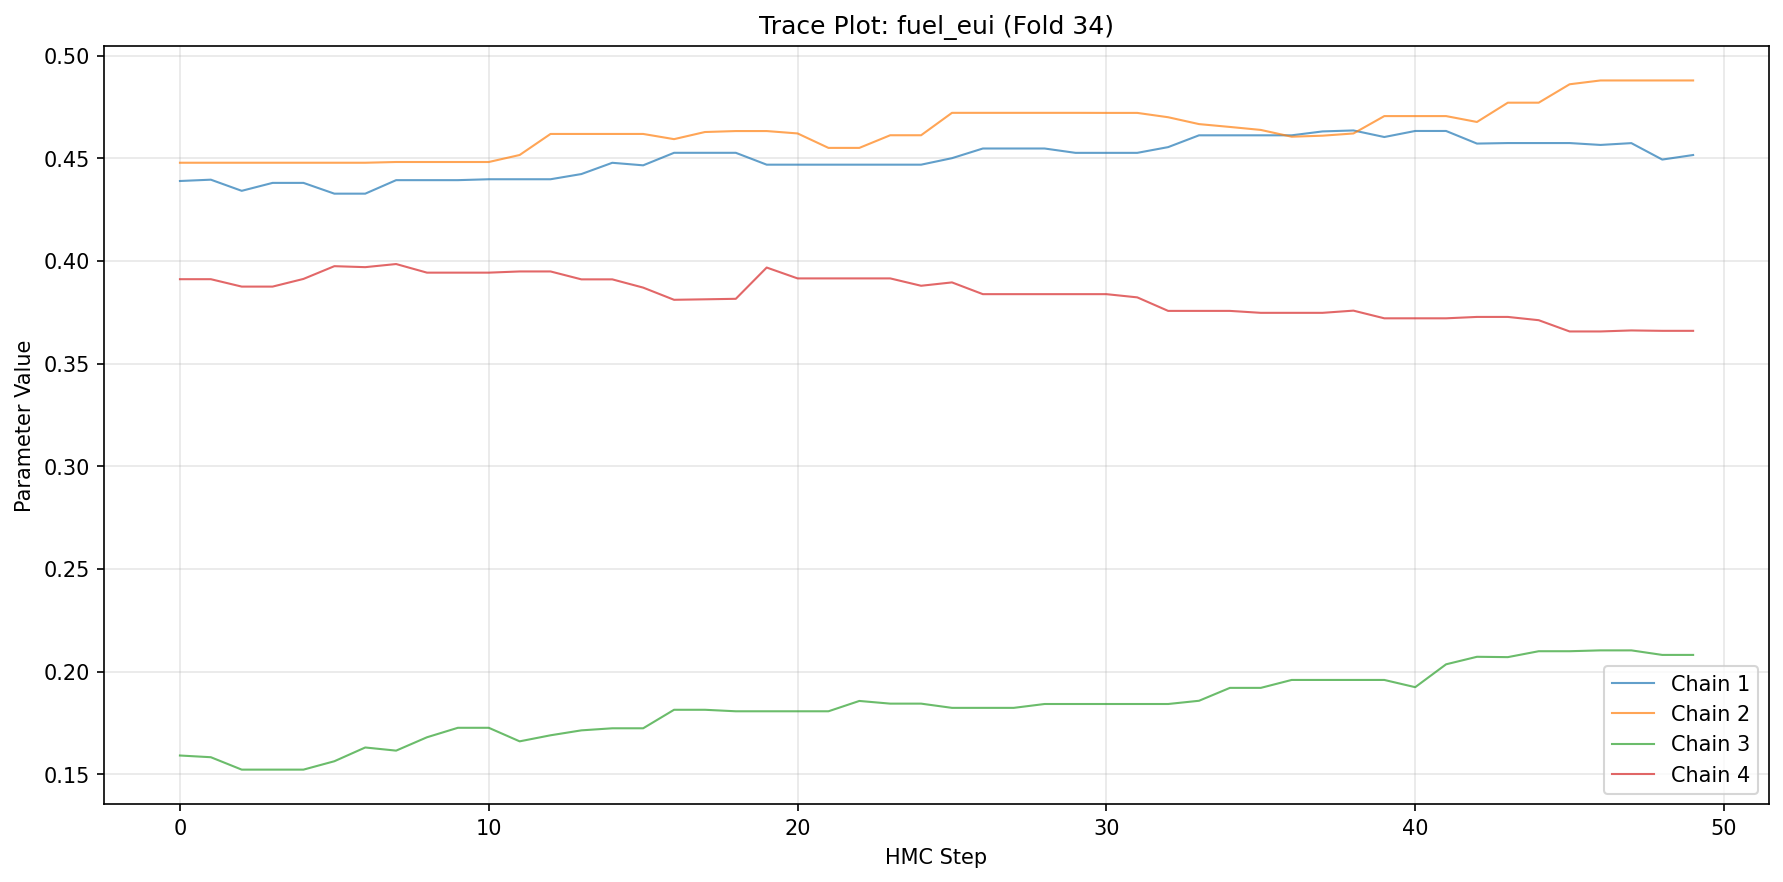 Trace Plot: fuel_eui (Fold 34)
0.50
0.45
0.40
0.35
0.30
0.25
0.20
0.15
Parameter Value
0 10 20 30 40 50
HMC Step
Chain 1
Chain 2
Chain 3
Chain 4